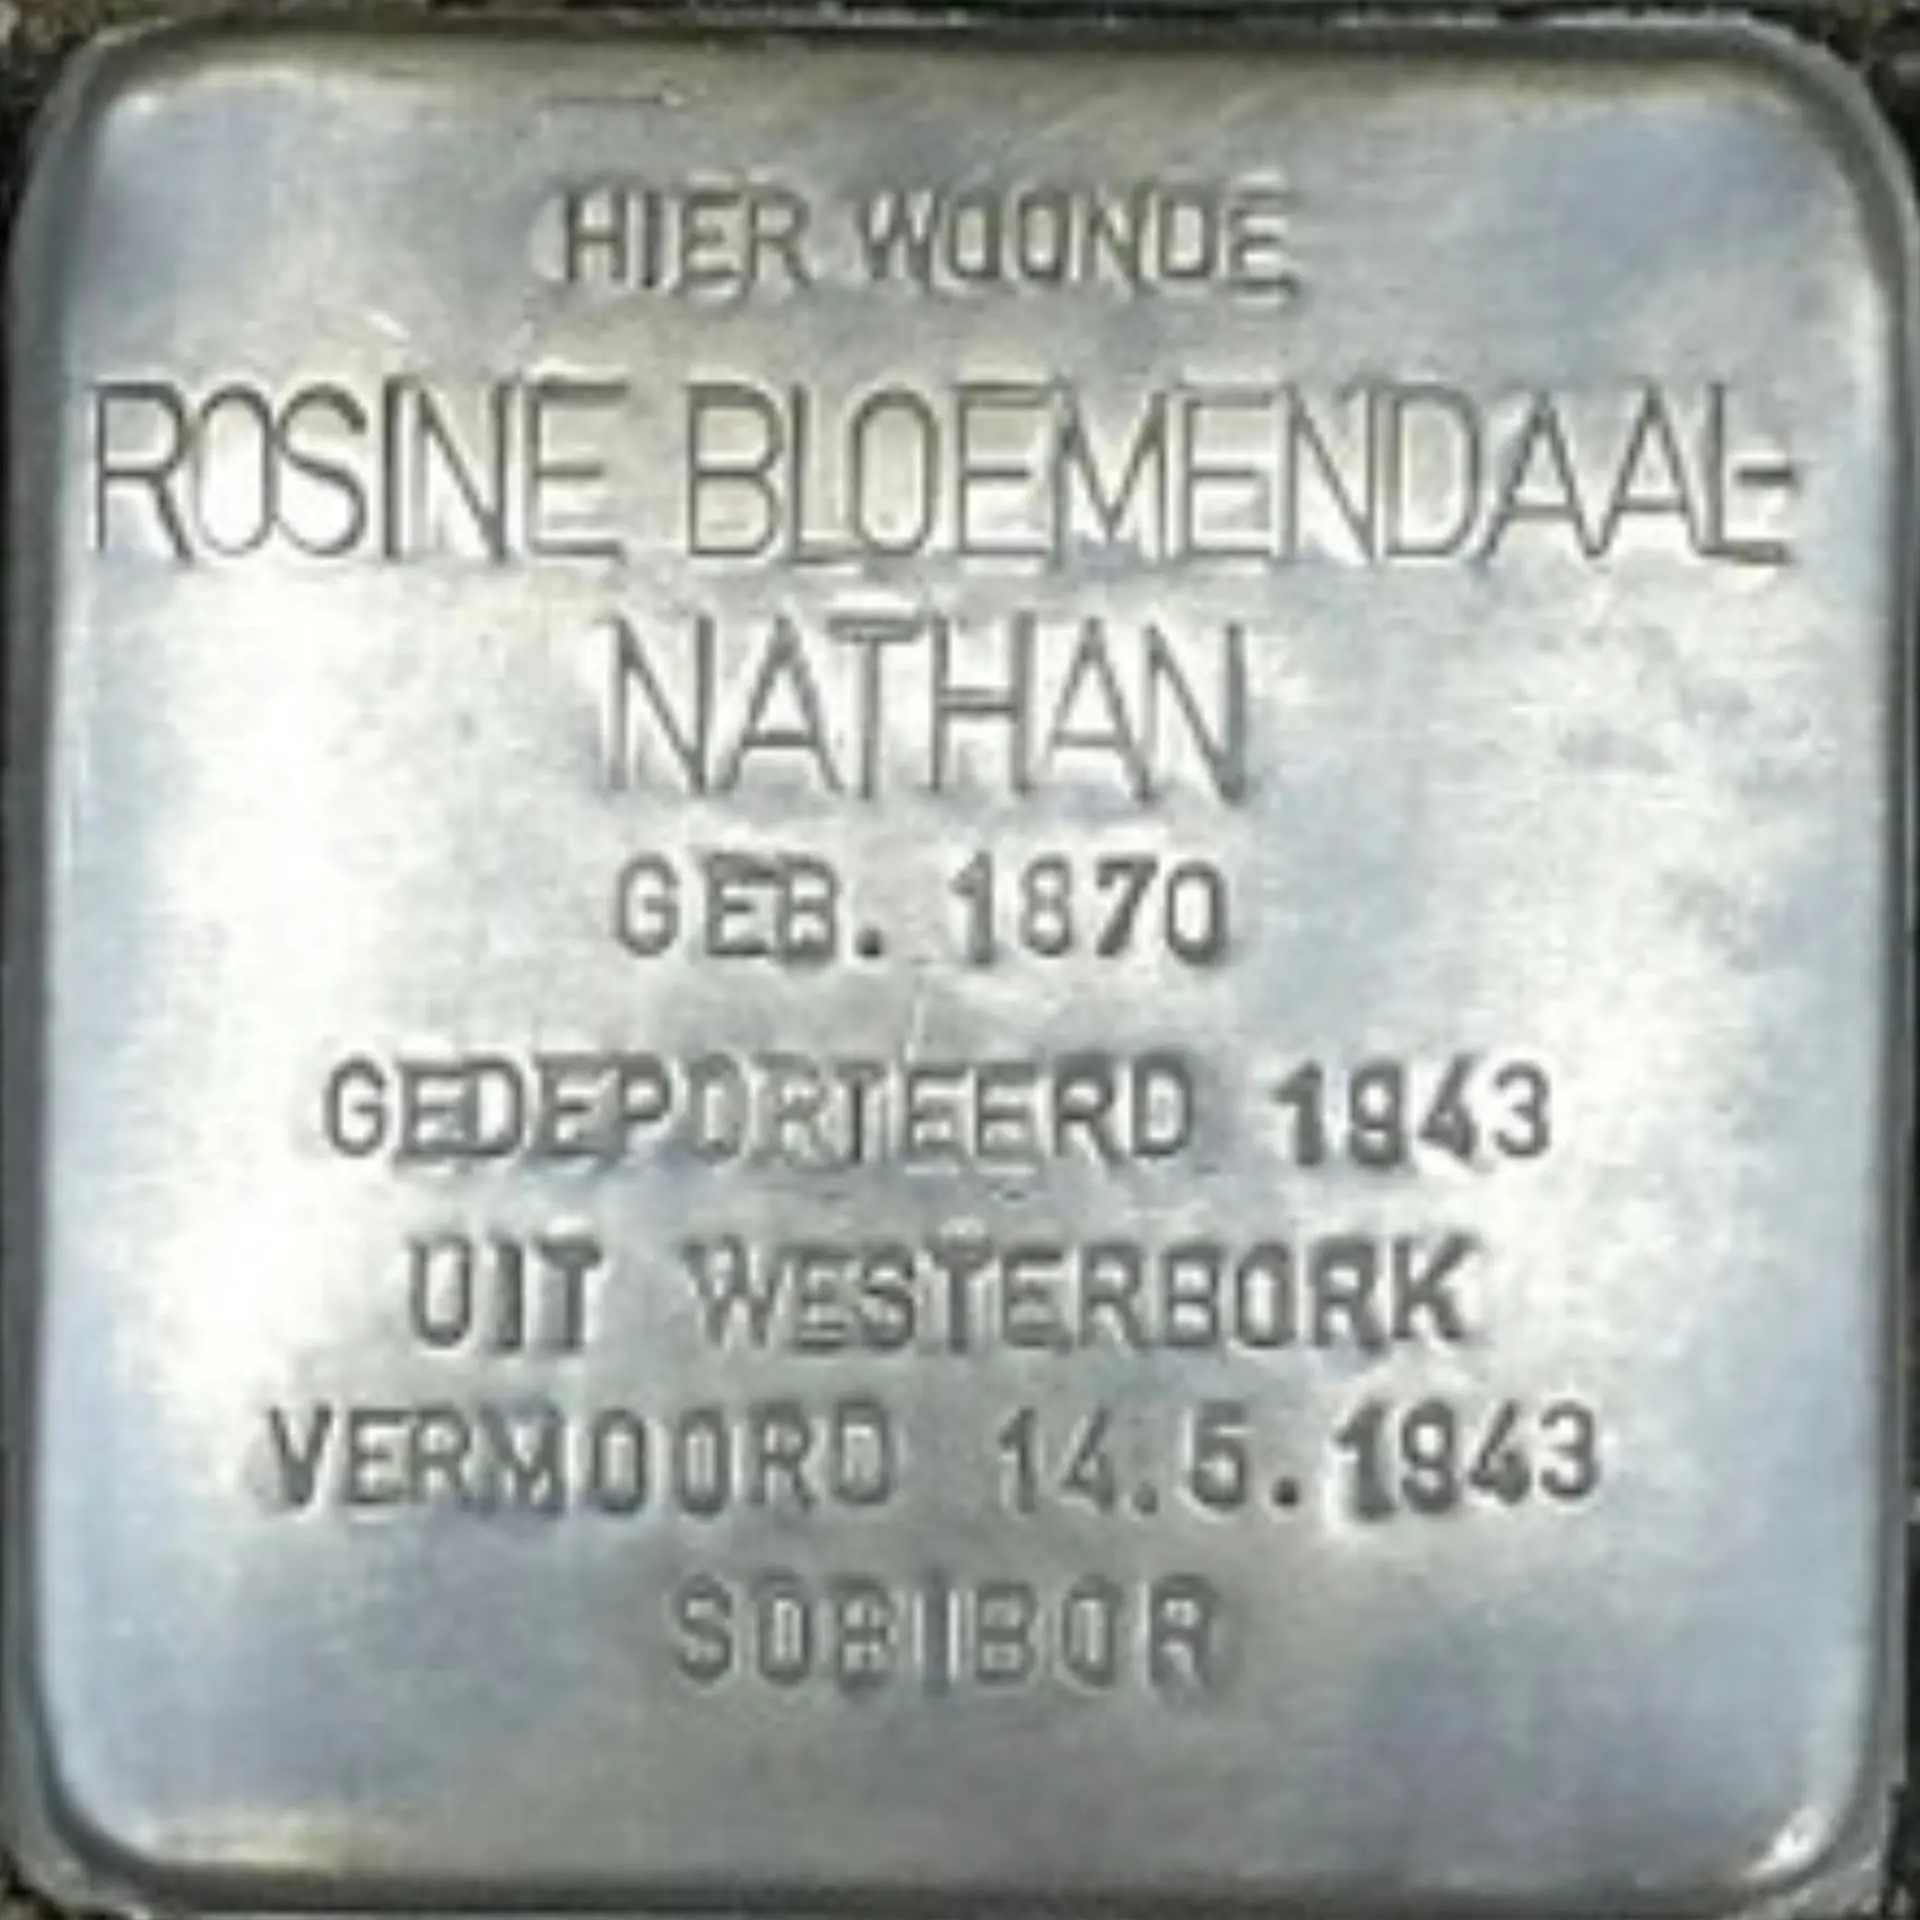 HIER WOONDE
ROSINE BLOEMENDAAL-
NATHAN
GEB. 1870
GEDEPORTEERD 1943
UIT WESTERBORK
VERMOORD 14.5.1943
SOBIBOR